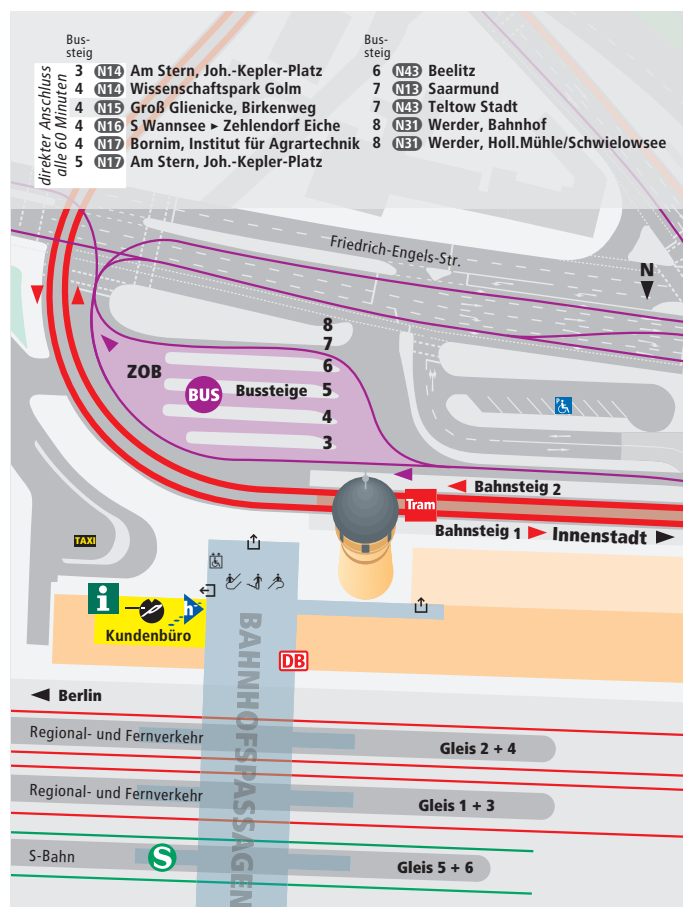 Bus-
steig
direkter Anschluss
alle 60 Minuten
3 N14 Am Stern, Joh.-Kepler-Platz
4 N14 Wissenschaftspark Golm
4 N15 Groß Glienicke, Birkenweg
4 N16 S Wannsee ▸ Zehlendorf Eiche
4 N17 Bornim, Institut für Agrartechnik
5 N17 Am Stern, Joh.-Kepler-Platz
Bus-
steig
6 N43 Beelitz
7 N13 Saarmund
7 N43 Teltow Stadt
8 N31 Werder, Bahnhof
8 N31 Werder, Holl.Mühle/Schwielowsee
Friedrich-Engels-Str.
N
8
7
6
ZOB
BUS
Bussteige
5
4
3
Bahnsteig 2
Tram
Bahnsteig 1
Innenstadt
TAXI
i
h
Kundenbüro
BAHNHOFSPASSAGEN
DB
Berlin
Regional- und Fernverkehr
Gleis 2 + 4
Regional- und Fernverkehr
Gleis 1 + 3
S-Bahn
S
Gleis 5 + 6